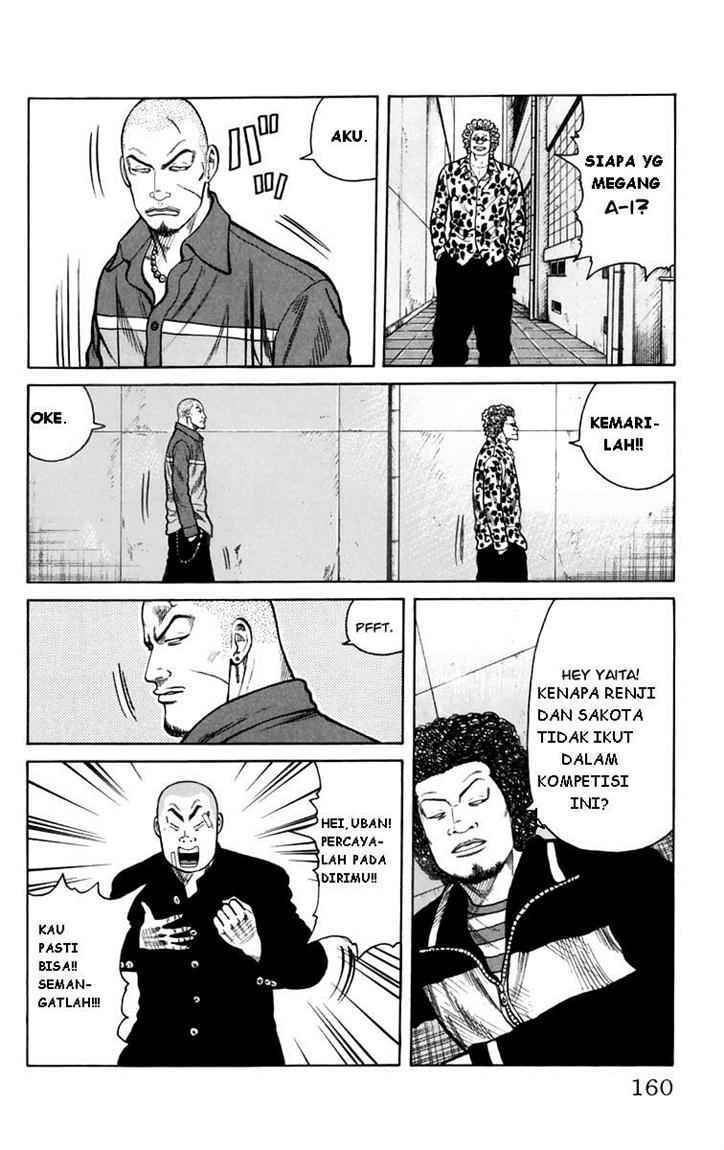 SIAPA YG
MEGANG
A-1?
AKU.
KEMARI-
LAH!!
OKE.
HEY YAITA!
KENAPA RENJI
DAN SAKOTA
TIDAK IKUT
DALAM
KOMPETISI
INI?
PFFT.
HEI, UBAN!
PERCAYA-
LAH PADA
DIRIMU!!
KAU
PASTI
BISA!!
SEMAN-
GATLAH!!!
160